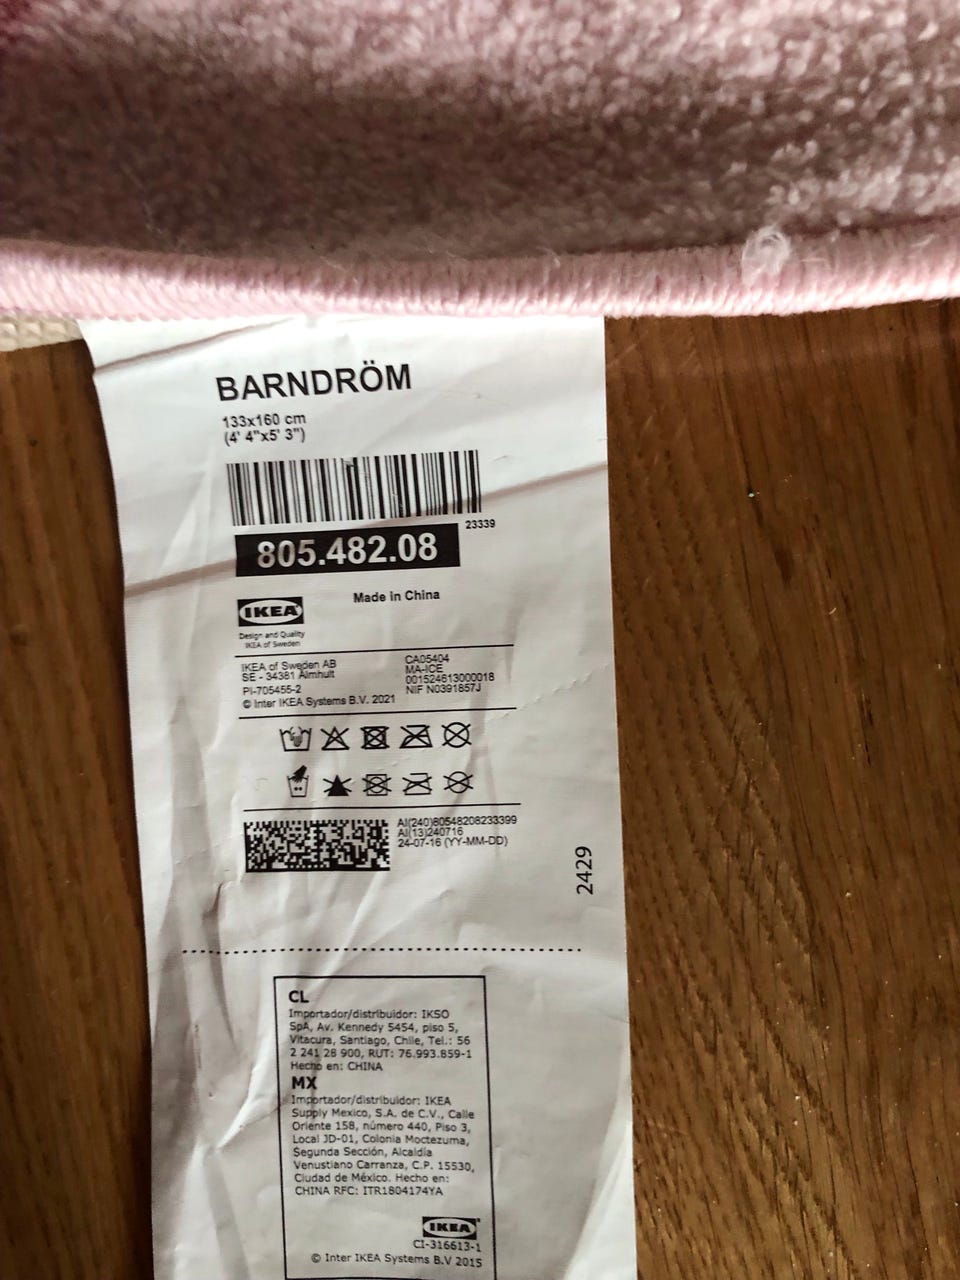 BARNDRÖM
133x160 cm
(4' 4"x5' 3")
23339
805.482.08
IKEA
Made in China
Design and Quality
IKEA of Sweden
IKEA of Sweden AB
SE - 34381 Älmhult
PI-705455-2
© Inter IKEA Systems B.V. 2021
CA05404
MA-ICE
001524613000018
NIF N0391857J
AI(240)80548208233399
AI(13)240716
24-07-16 (YY-MM-DD)
2429
CL
Importador/distribuidor: IKSO
SpA, Av. Kennedy 5454, piso 5,
Vitacura, Santiago, Chile, Tel.: 56
2 241 28 900, RUT: 76.993.859-1
Hecho en: CHINA
MX
Importador/distribuidor: IKEA
Supply Mexico, S.A. de C.V., Calle
Oriente 158, número 440, Piso 3,
Local JD-01, Colonia Moctezuma,
Segunda Sección, Alcaldía
Venustiano Carranza, C.P. 15530,
Ciudad de México. Hecho en:
CHINA RFC: ITR1804174YA
IKEA
CI-316613-1
© Inter IKEA Systems B.V 2015